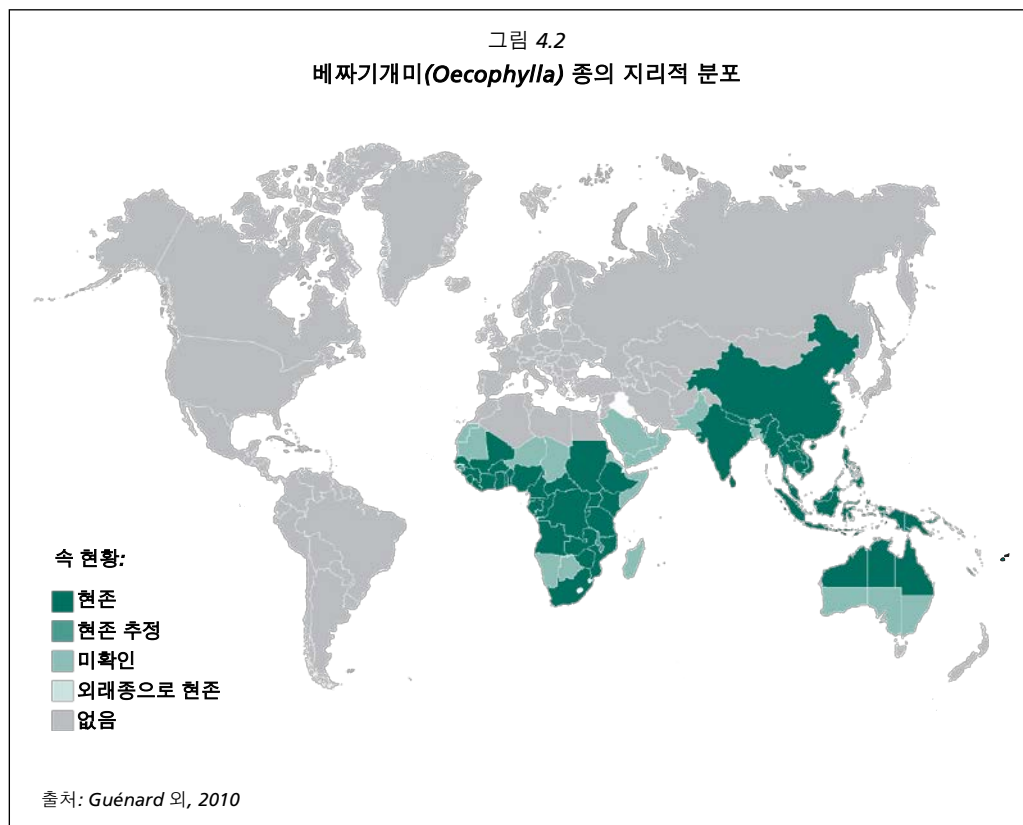 그림 4.2
베짜기개미(Oecophylla) 종의 지리적 분포
속 현황:
현존
현존 추정
미확인
외래종으로 현존
없음
출처: Guénard 외, 2010